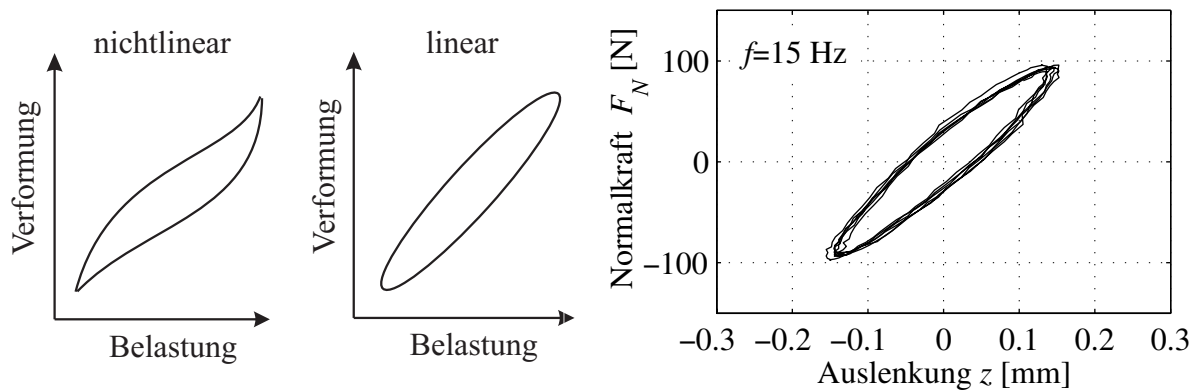 nichtlinear
Verformung
Belastung
linear
Verformung
Belastung
f=15 Hz
Normalkraft F_N [N]
100
0
−100
−0.3
−0.2
−0.1
0
0.1
0.2
0.3
Auslenkung z [mm]